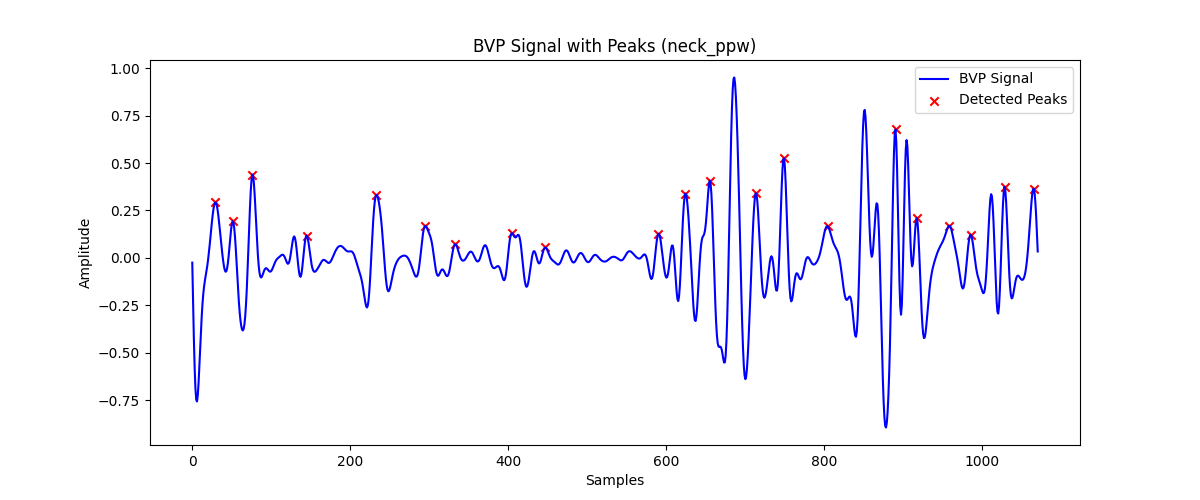 BVP Signal with Peaks (neck_ppw)
BVP Signal
Detected Peaks
Amplitude
1.00
0.75
0.50
0.25
0.00
−0.25
−0.50
−0.75
0 200 400 600 800 1000
Samples